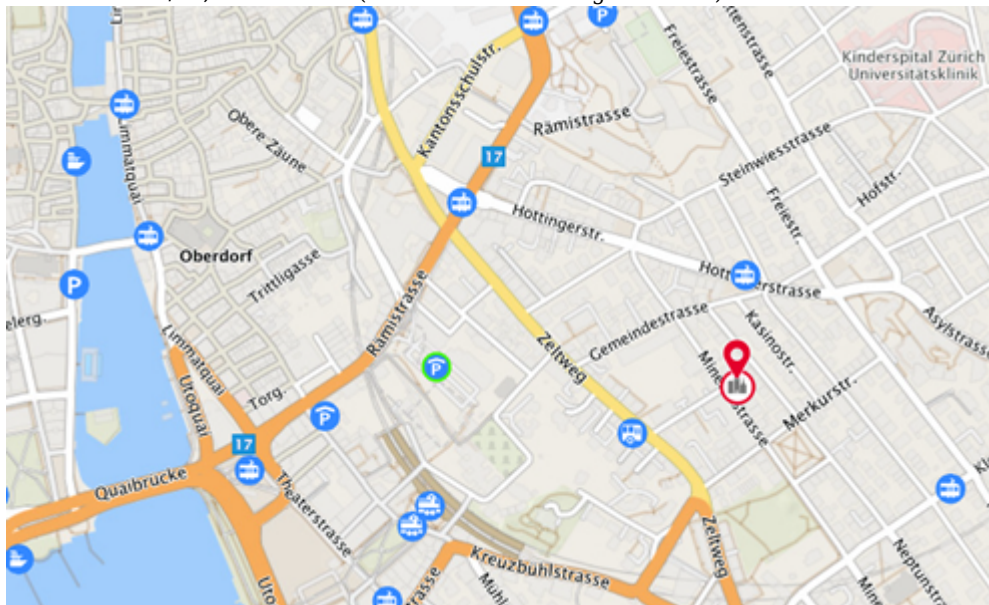 Kantonsschulstr.
Freiestrasse
Kinderspital Zürich
Universitätsklinik
Limmatquai
Obere Zäune
Rämistrasse
17
Steinwiesstrasse
Freiestr.
Hofstr.
Hottingerstr.
Oberdorf
Trittligasse
P
Rämistrasse
Zeltweg
Gemeindestrasse
Kasinostr.
Asylstrasse
Limmatquai
Utoquai
Torg.
P
P
Merkurstr.
17
Quaibrücke
Theaterstrasse
Kreuzbühlstrasse
Zeltweg
Neptunstr